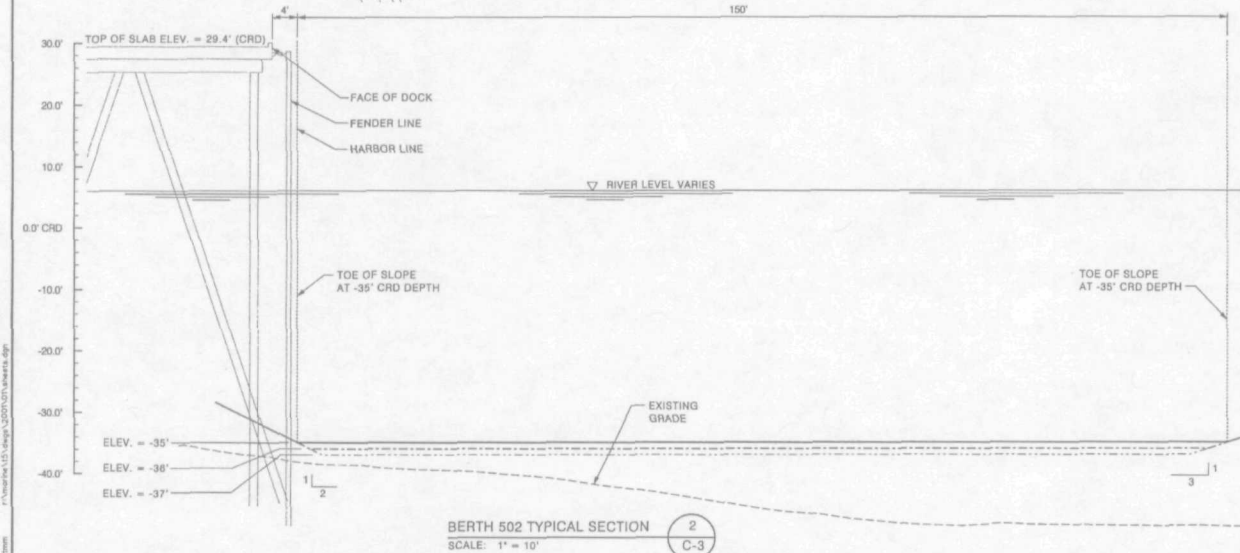 4'
150'
TOP OF SLAB ELEV. = 29.4' (CRD)
30.0'
20.0'
10.0'
0.0' CRD
-10.0'
-20.0'
-30.0'
-40.0'
FACE OF DOCK
FENDER LINE
HARBOR LINE
RIVER LEVEL VARIES
TOE OF SLOPE
AT -35' CRD DEPTH
TOE OF SLOPE
AT -35' CRD DEPTH
EXISTING
GRADE
ELEV. = -35'
ELEV. = -36'
ELEV. = -37'
1
2
1
3
BERTH 502 TYPICAL SECTION
SCALE: 1" = 10'
2
C-3